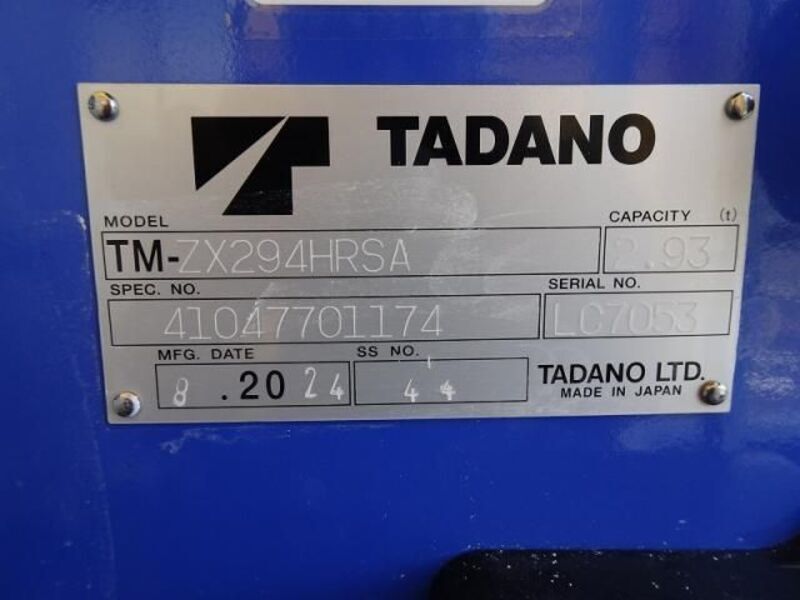 TADANO
MODEL
CAPACITY (t)
TM-ZX294HRSA
2.93
SPEC. NO.
SERIAL NO.
41047701174
LC7053
MFG. DATE
SS NO.
8 .2024
44
TADANO LTD.
MADE IN JAPAN